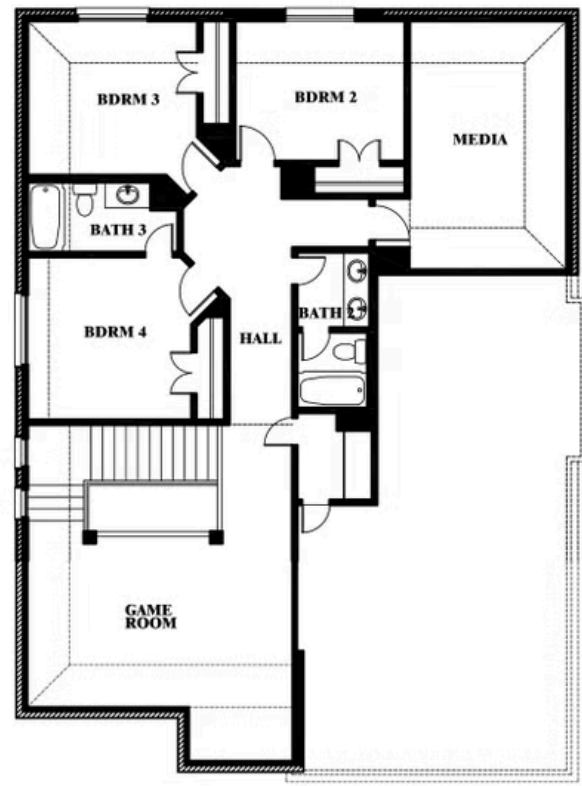 BDRM 3
BDRM 2
MEDIA
BATH 3
BDRM 4
BATH 2
HALL
GAME
ROOM